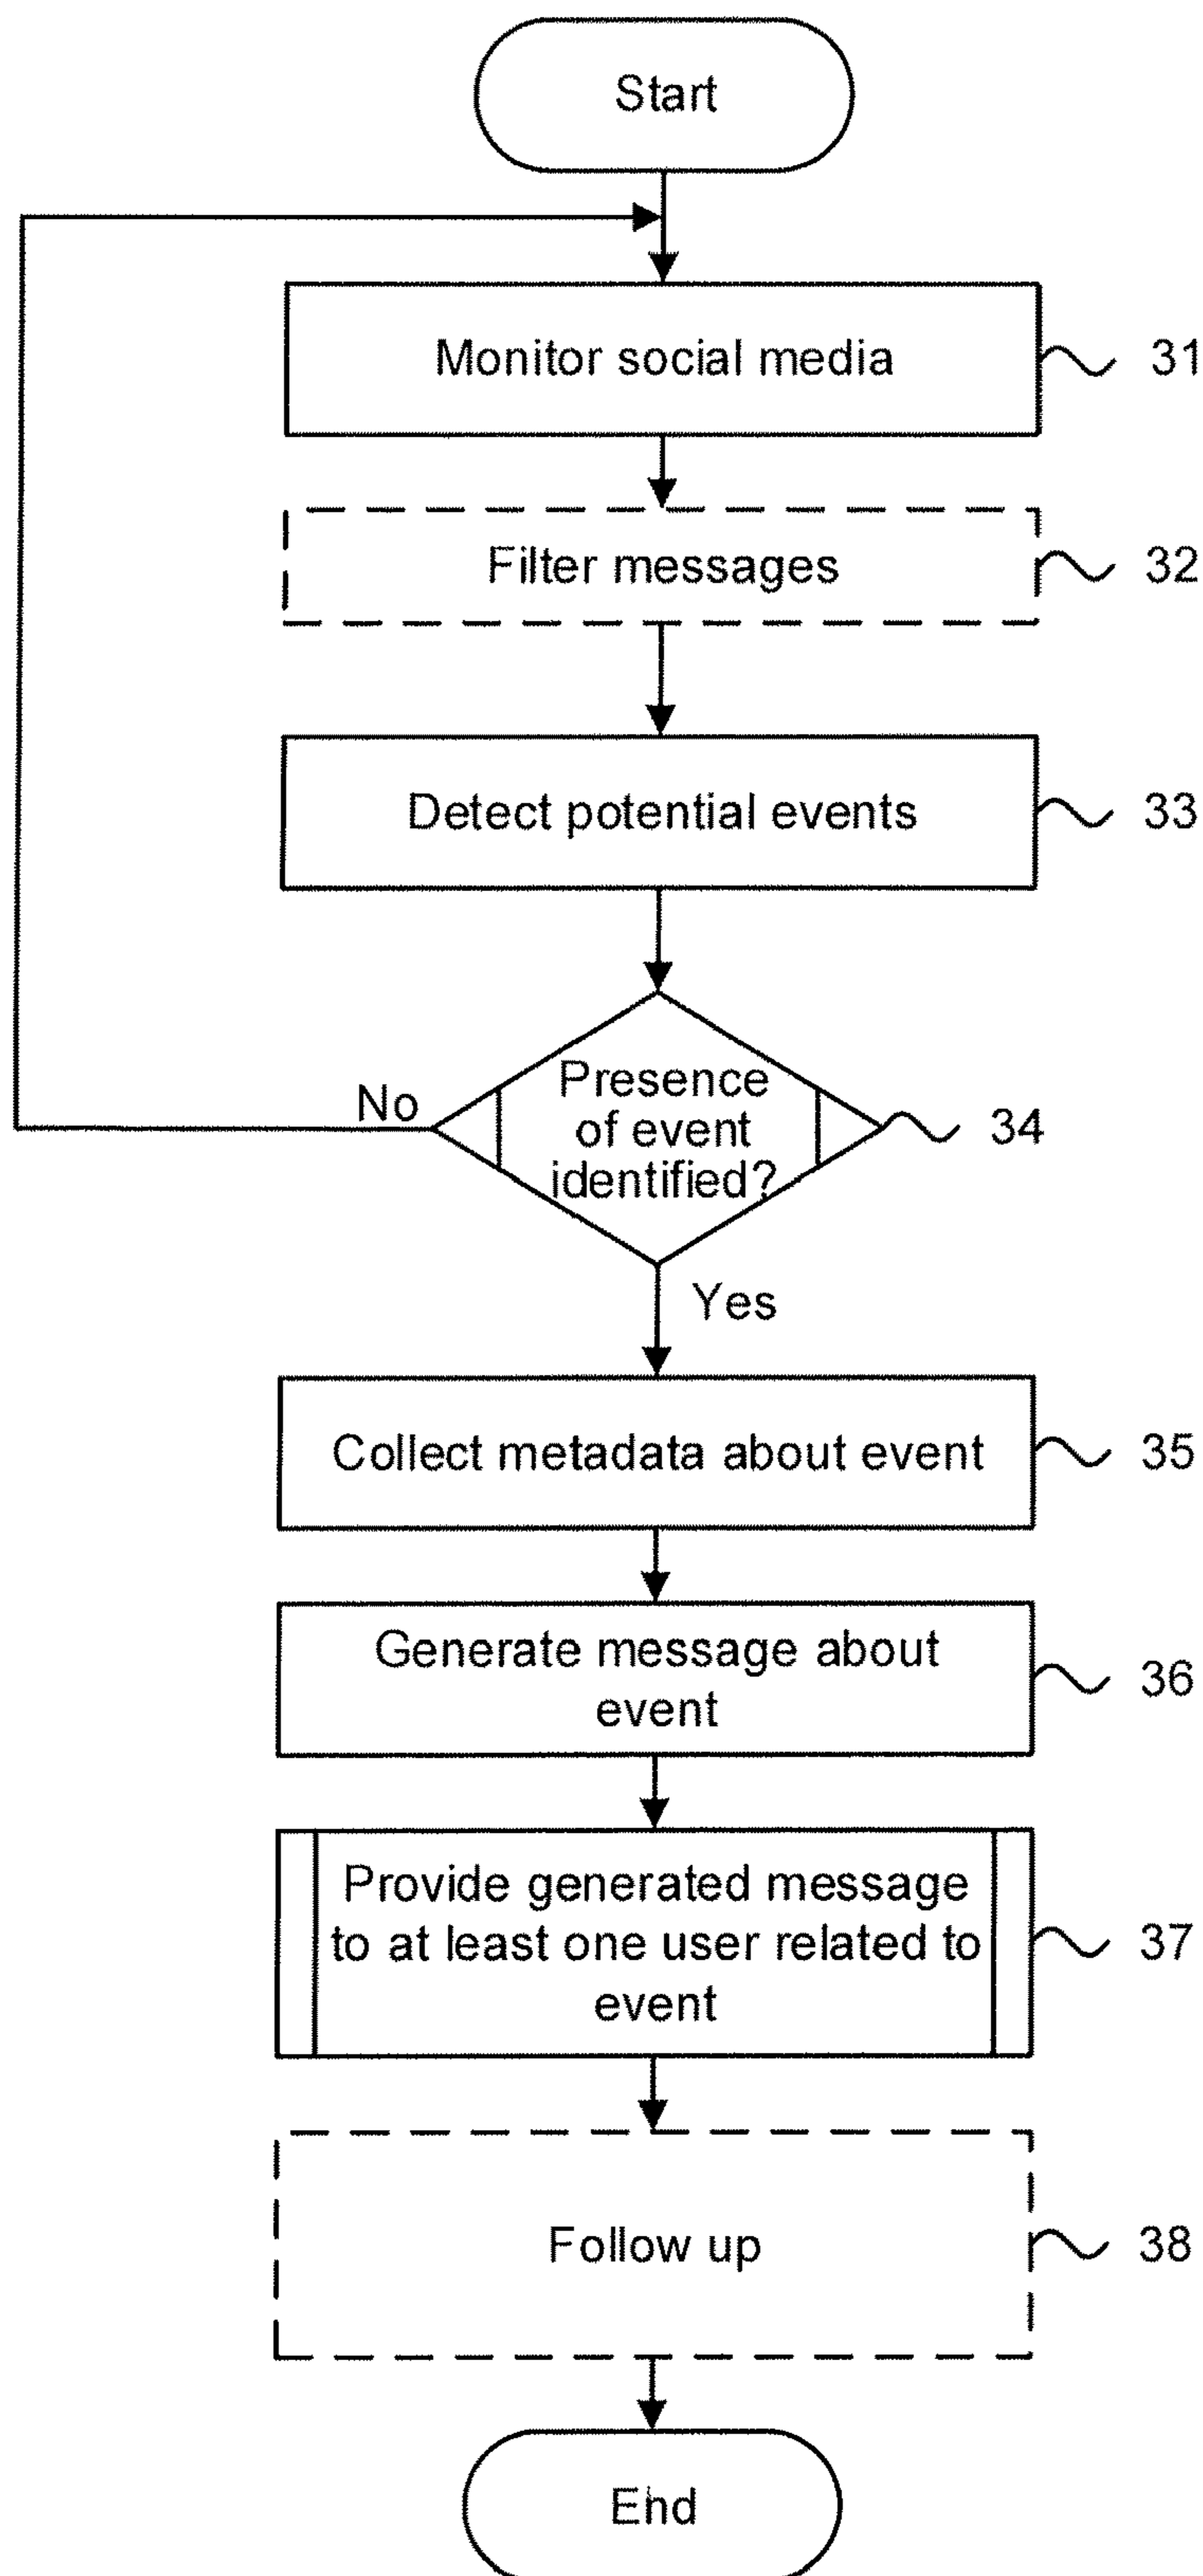 Start
Monitor social media
31
Filter messages
32
Detect potential events
33
Presence
of event
identified?
34
No
Yes
Collect metadata about event
35
Generate message about
event
36
Provide generated message
to at least one user related to
event
37
Follow up
38
End